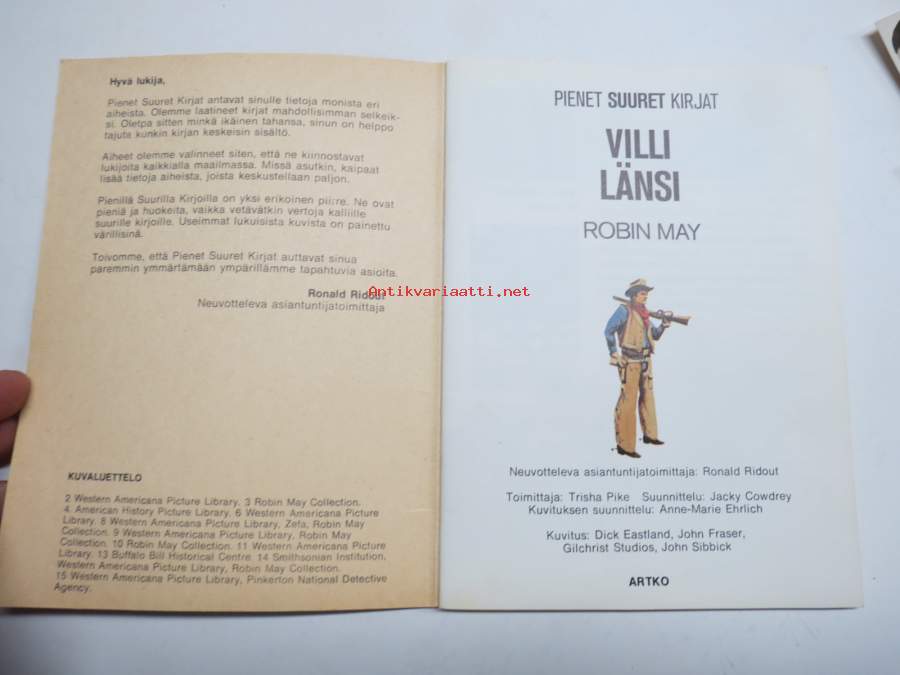 Hyvä lukija,
Pienet Suuret Kirjat antavat sinulle tietoja monista eri
aiheista. Olemme laatineet kirjat mahdollisimman selkeik-
si. Oletpa sitten minkä ikäinen tahansa, sinun on helppo
tajuta kunkin kirjan keskeisin sisältö.
Aiheet olemme valinneet siten, että ne kiinnostavat
lukijoita kaikkialla maailmassa. Missä asutkin, kaipaat
lisää tietoja aiheista, joista keskustellaan paljon.
Pienillä Suurilla Kirjoilla on yksi erikoinen piirre. Ne ovat
pieniä ja huokeita, vaikka vetävätkin vertoja kalliille
suurille kirjoille. Useimmat lukuisista kuvista on painettu
värillisinä.
Toivomme, että Pienet Suuret Kirjat auttavat sinua
paremmin ymmärtämään ympärillämme tapahtuvia asioita.
Ronald Ridout
Neuvotteleva asiantuntijatoimittaja
KUVALUETTELO
2 Western Americana Picture Library. 3 Robin May Collection.
4. American History Picture Library, 6 Western Americana Picture
Library. 8 Western Americana Picture Library, Zefa, Robin May
Collection. 9 Western Americana Picture Library, Robin May
Collection. 10 Robin May Collection. 11 Western Americana Picture
Library. 13 Buffalo Bill Historical Centre 14 Smithsonian Institution,
Western Americana Picture Library, Robin May Collection.
15 Western Americana Picture Library, Pinkerton National Detective
Agency.
Antikvariaatti.net
PIENET SUURET KIRJAT
VILLI
LÄNSI
ROBIN MAY
Neuvotteleva asiantuntijatoimittaja: Ronald Ridout
Toimittaja: Trisha Pike Suunnittelu: Jacky Cowdrey
Kuvituksen suunnittelu: Anne-Marie Ehrlich
Kuvitus: Dick Eastland, John Fraser,
Gilchrist Studios, John Sibbick
ARTKO